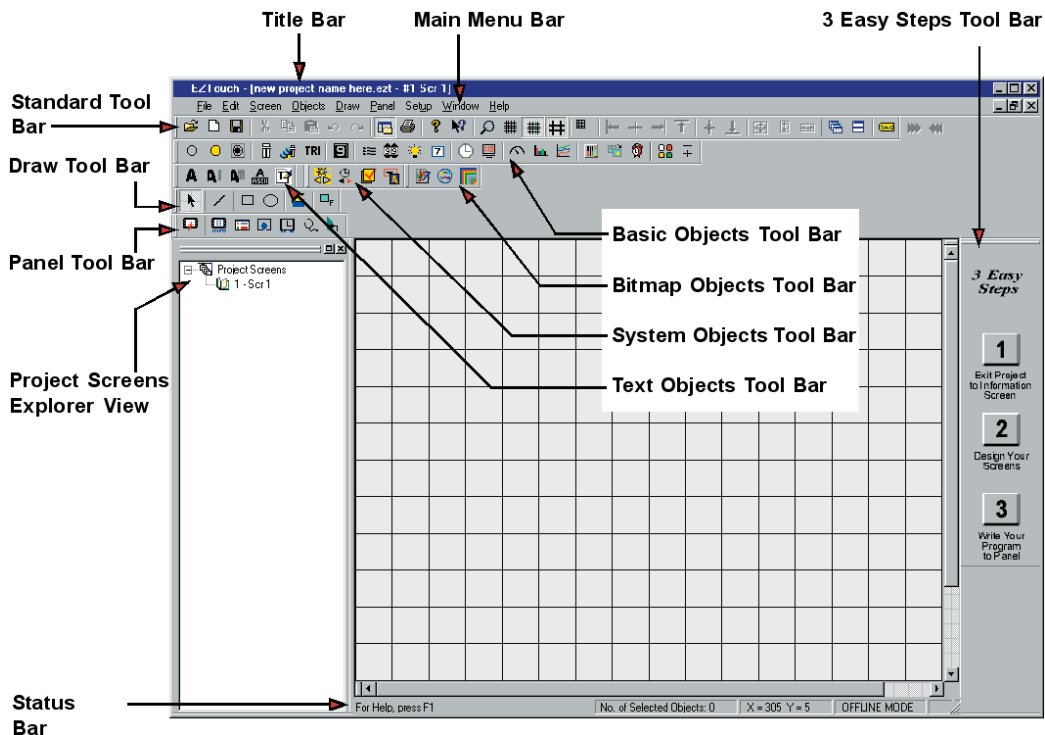 Title Bar
Main Menu Bar
3 Easy Steps Tool Bar
EZTouch - [new project name here.ezt - #1 Scr 1]
Standard Tool
Bar
File Edit Screen Objects Draw Panel Setup Window Help
TAG
TRI
Draw Tool Bar
ASCII
Panel Tool Bar
Project Screens
1 - Scr 1
Basic Objects Tool Bar
Bitmap Objects Tool Bar
System Objects Tool Bar
Text Objects Tool Bar
3 Easy
Steps
1
Exit Project
to Information
Screen
2
Design Your
Screens
3
Write Your
Program
to Panel
Project Screens
Explorer View
Status
Bar
For Help, press F1
No. of Selected Objects: 0
X = 305 Y = 5
OFFLINE MODE